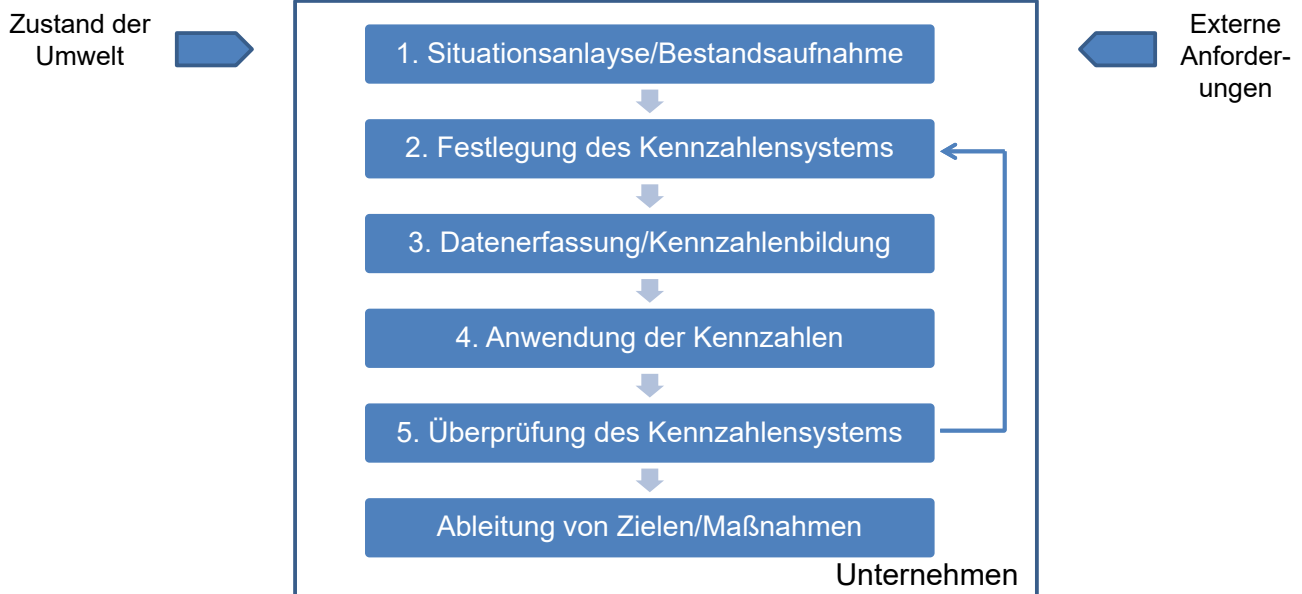 Zustand der
Umwelt
1. Situationsanlayse/Bestandsaufnahme
Externe
Anforder-
ungen
2. Festlegung des Kennzahlensystems
3. Datenerfassung/Kennzahlenbildung
4. Anwendung der Kennzahlen
5. Überprüfung des Kennzahlensystems
Ableitung von Zielen/Maßnahmen
Unternehmen